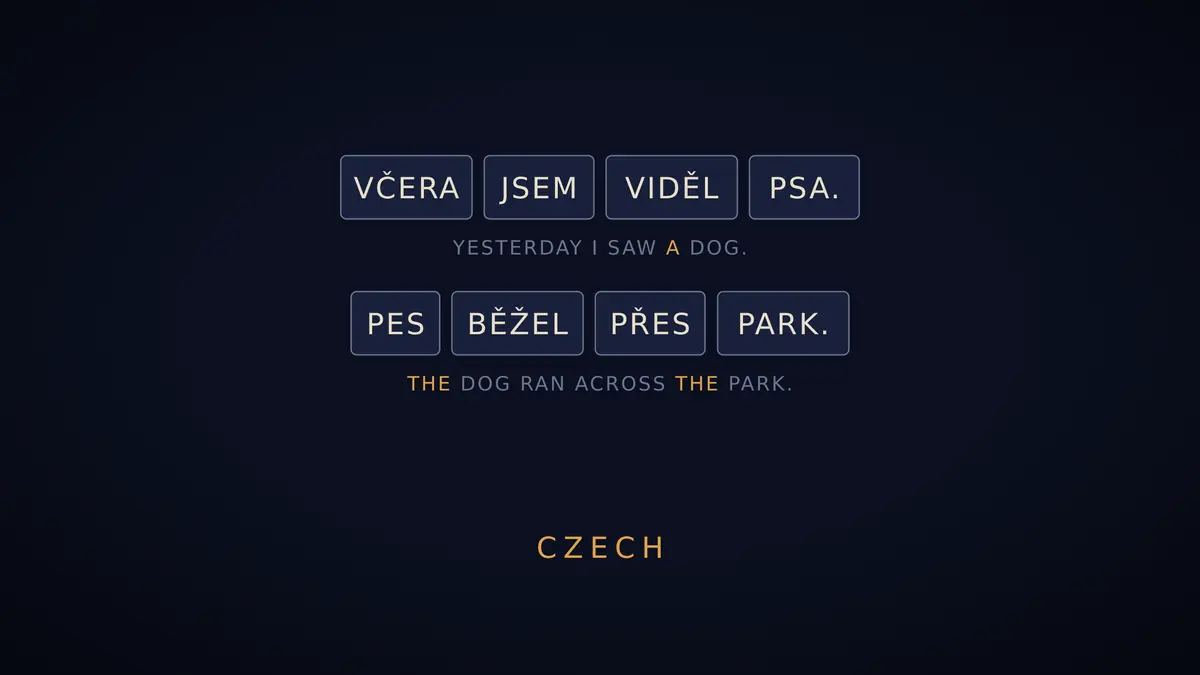 VČERA JSEM VIDĚL PSA.
YESTERDAY I SAW A DOG.
PES BĚŽEL PŘES PARK.
THE DOG RAN ACROSS THE PARK.
CZECH